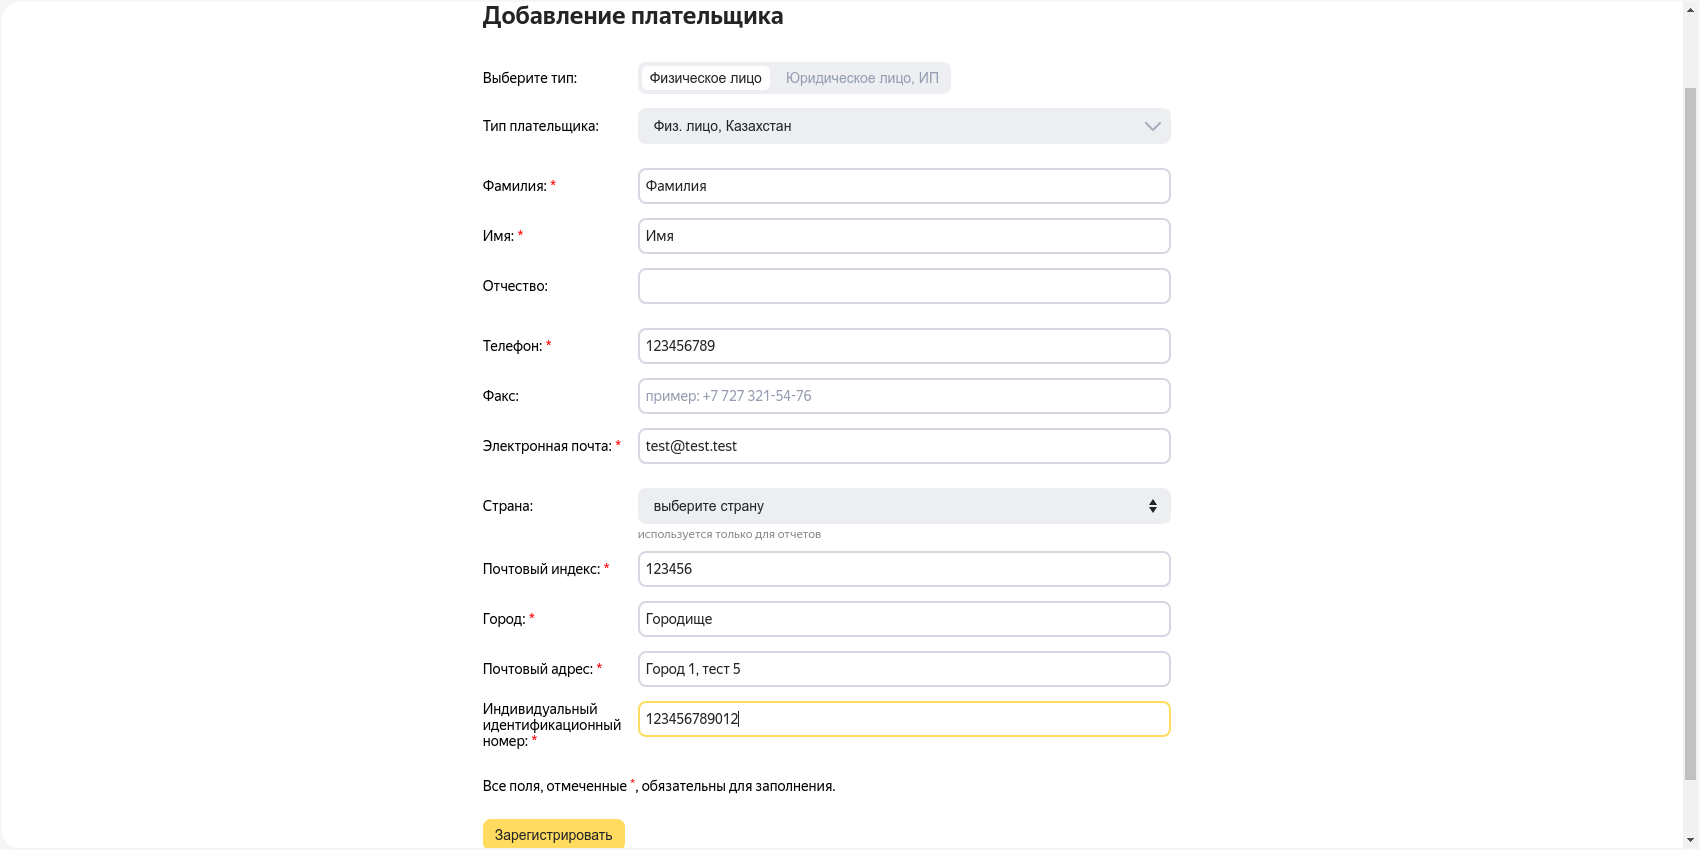 Добавление плательщика
Выберите тип: Физическое лицо Юридическое лицо, ИП
Тип плательщика: Физ. лицо, Казахстан
Фамилия: * Фамилия
Имя: * Имя
Отчество:
Телефон: * 123456789
Факс: пример: +7 727 321-54-76
Электронная почта: * test@test.test
Страна: выберите страну
используется только для отчетов
Почтовый индекс: * 123456
Город: * Городище
Почтовый адрес: * Город 1, тест 5
Индивидуальный
идентификационный
номер: * 123456789012
Все поля, отмеченные *, обязательны для заполнения.
Зарегистрировать